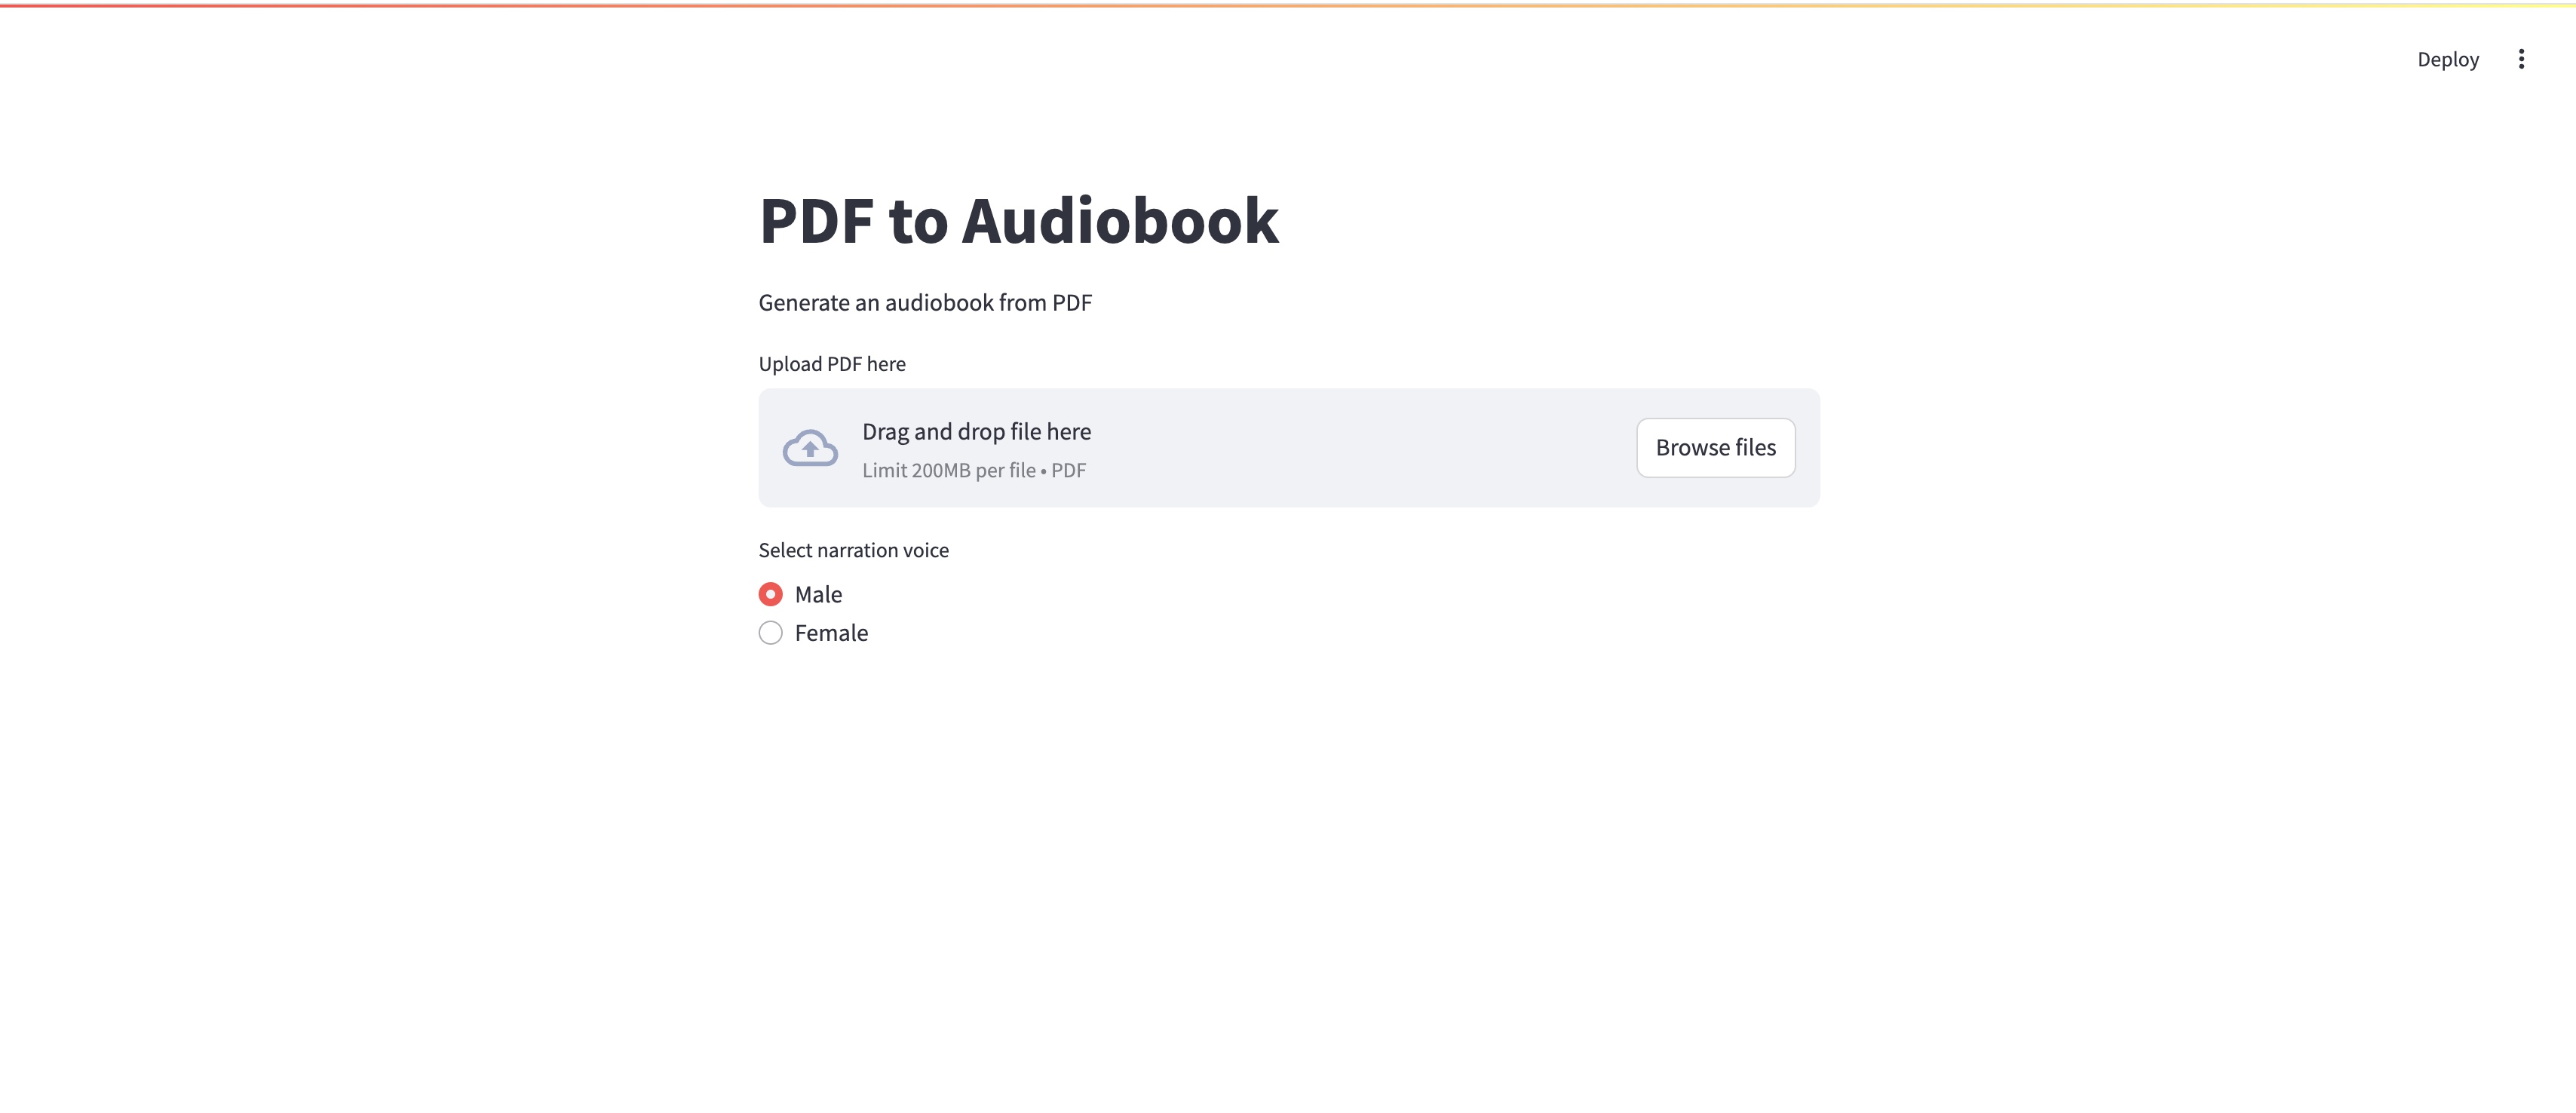 Deploy
PDF to Audiobook
Generate an audiobook from PDF
Upload PDF here
Drag and drop file here
Limit 200MB per file • PDF
Browse files
Select narration voice
Male
Female